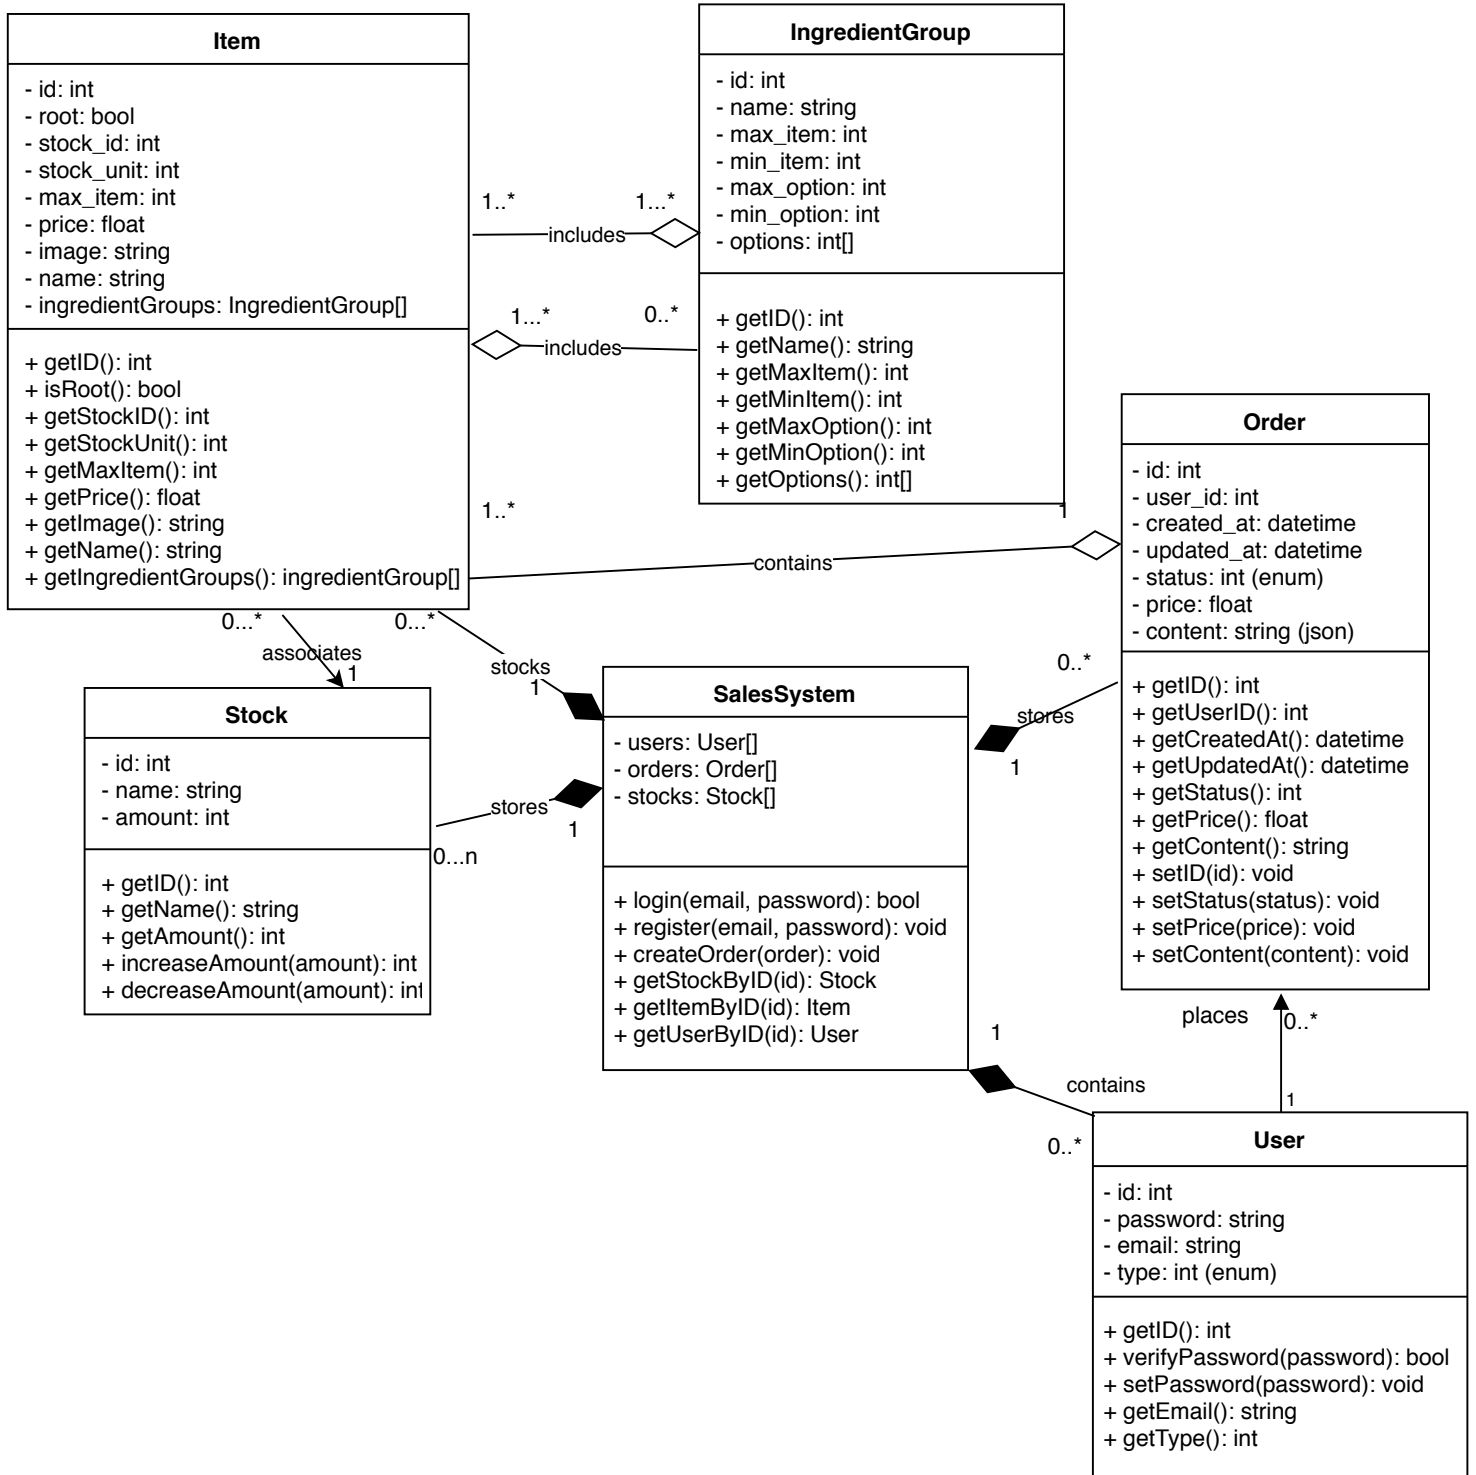 Item
- id: int
- root: bool
- stock_id: int
- stock_unit: int
- max_item: int
- price: float
- image: string
- name: string
- ingredientGroups: IngredientGroup[]
+ getID(): int
+ isRoot(): bool
+ getStockID(): int
+ getStockUnit(): int
+ getMaxItem(): int
+ getPrice(): float
+ getImage(): string
+ getName(): string
+ getIngredientGroups(): ingredientGroup[]
IngredientGroup
- id: int
- name: string
- max_item: int
- min_item: int
- max_option: int
- min_option: int
- options: int[]
+ getID(): int
+ getName(): string
+ getMaxItem(): int
+ getMinItem(): int
+ getMaxOption(): int
+ getMinOption(): int
+ getOptions(): int[]
1..*
1...*
includes
1...*
0..*
includes
1..*
1
contains
Order
- id: int
- user_id: int
- created_at: datetime
- updated_at: datetime
- status: int (enum)
- price: float
- content: string (json)
+ getID(): int
+ getUserID(): int
+ getCreatedAt(): datetime
+ getUpdatedAt(): datetime
+ getStatus(): int
+ getPrice(): float
+ getContent(): string
+ setID(id): void
+ setStatus(status): void
+ setPrice(price): void
+ setContent(content): void
0...*
associates
1
0...*
stocks
1
Stock
- id: int
- name: string
- amount: int
+ getID(): int
+ getName(): string
+ getAmount(): int
+ increaseAmount(amount): int
+ decreaseAmount(amount): int
stores
1
0...n
SalesSystem
- users: User[]
- orders: Order[]
- stocks: Stock[]
+ login(email, password): bool
+ register(email, password): void
+ createOrder(order): void
+ getStockByID(id): Stock
+ getItemByID(id): Item
+ getUserByID(id): User
0..*
stores
1
places
0..*
1
1
contains
0..*
User
- id: int
- password: string
- email: string
- type: int (enum)
+ getID(): int
+ verifyPassword(password): bool
+ setPassword(password): void
+ getEmail(): string
+ getType(): int